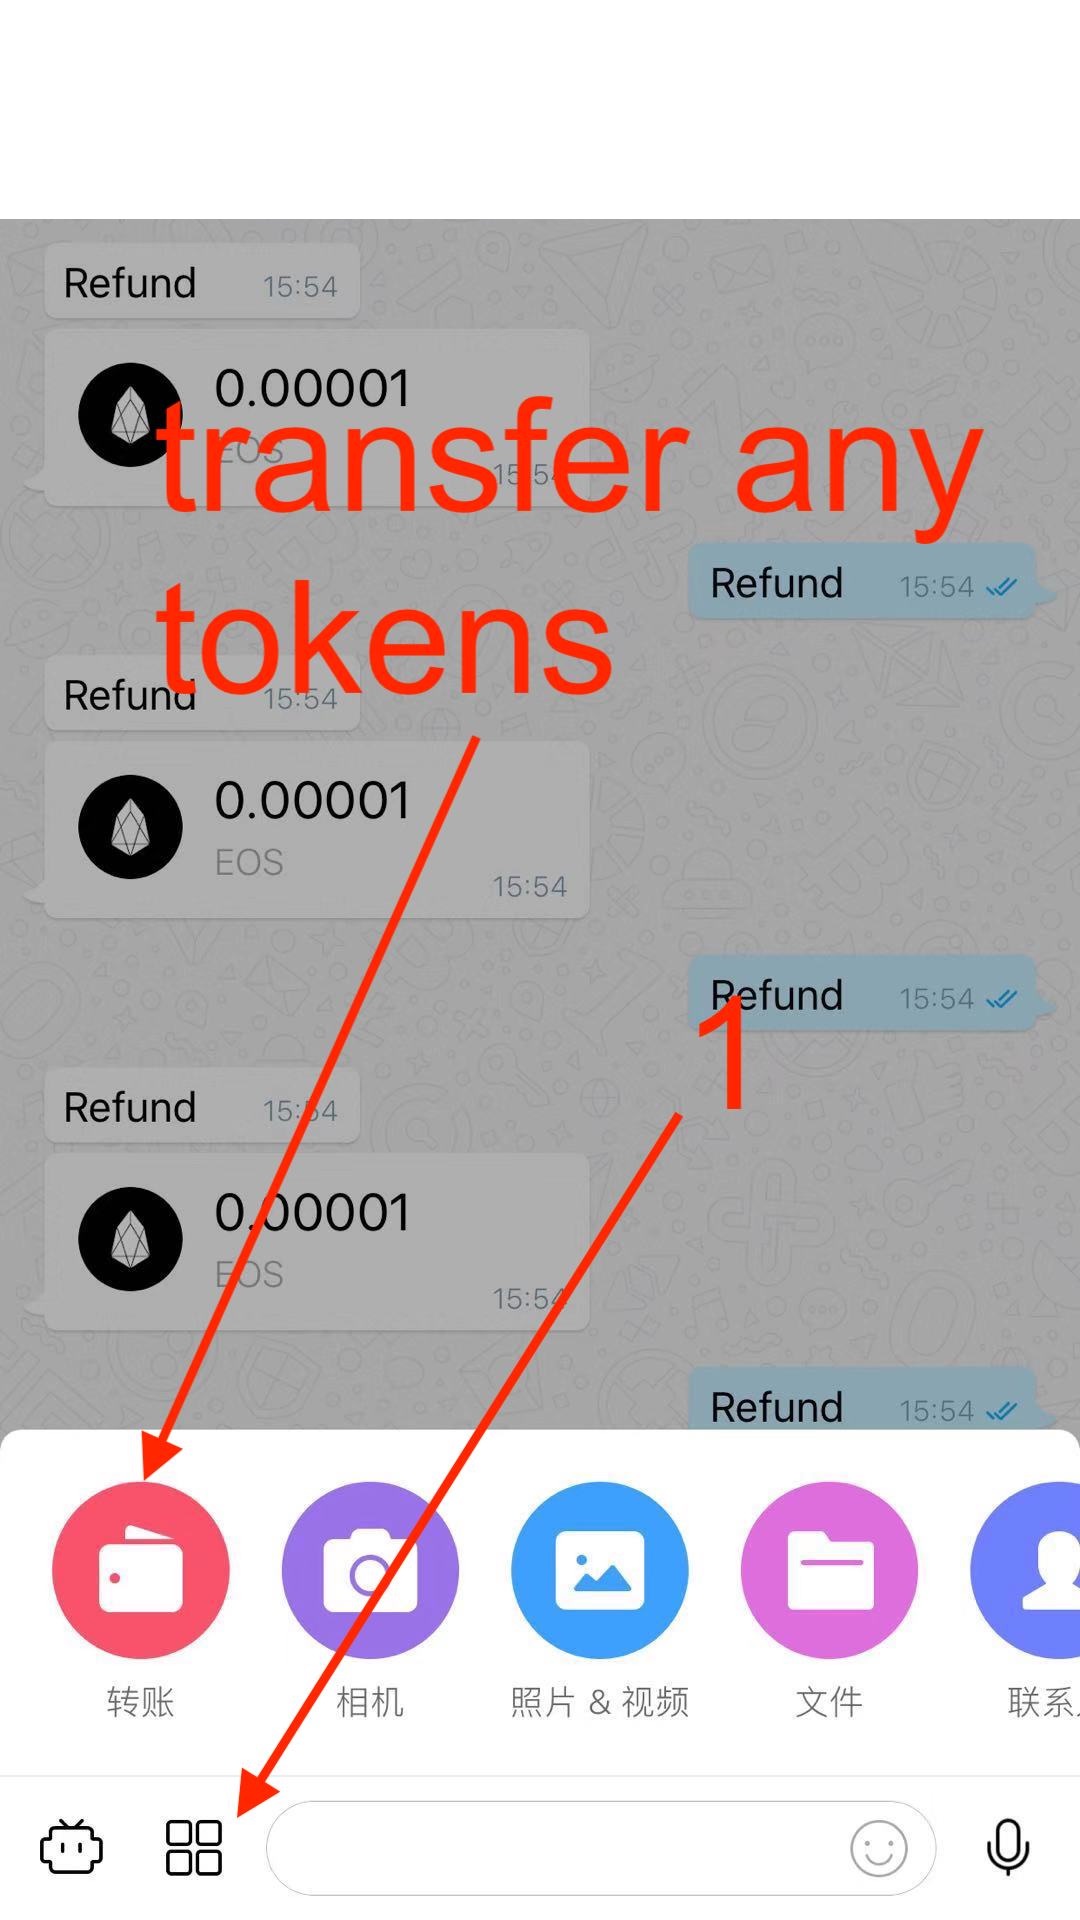 Refund 15:54
0.00001
EOS
15:54
transfer any
Refund 15:54
tokens
Refund 15:54
0.00001
EOS
15:54
Refund 15:54
1
Refund 15:54
0.00001
EOS
15:54
Refund 15:54
转账 相机 照片 & 视频 文件 联系